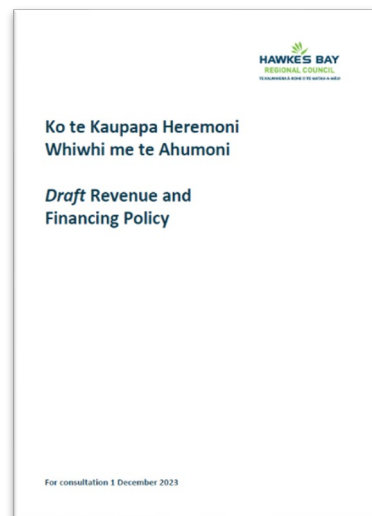 HAWKE'S BAY
REGIONAL COUNCIL
Ko te Kaupapa Heremoni
Whiwhi me te Ahumoni
Draft Revenue and
Financing Policy
For consultation 1 December 2023